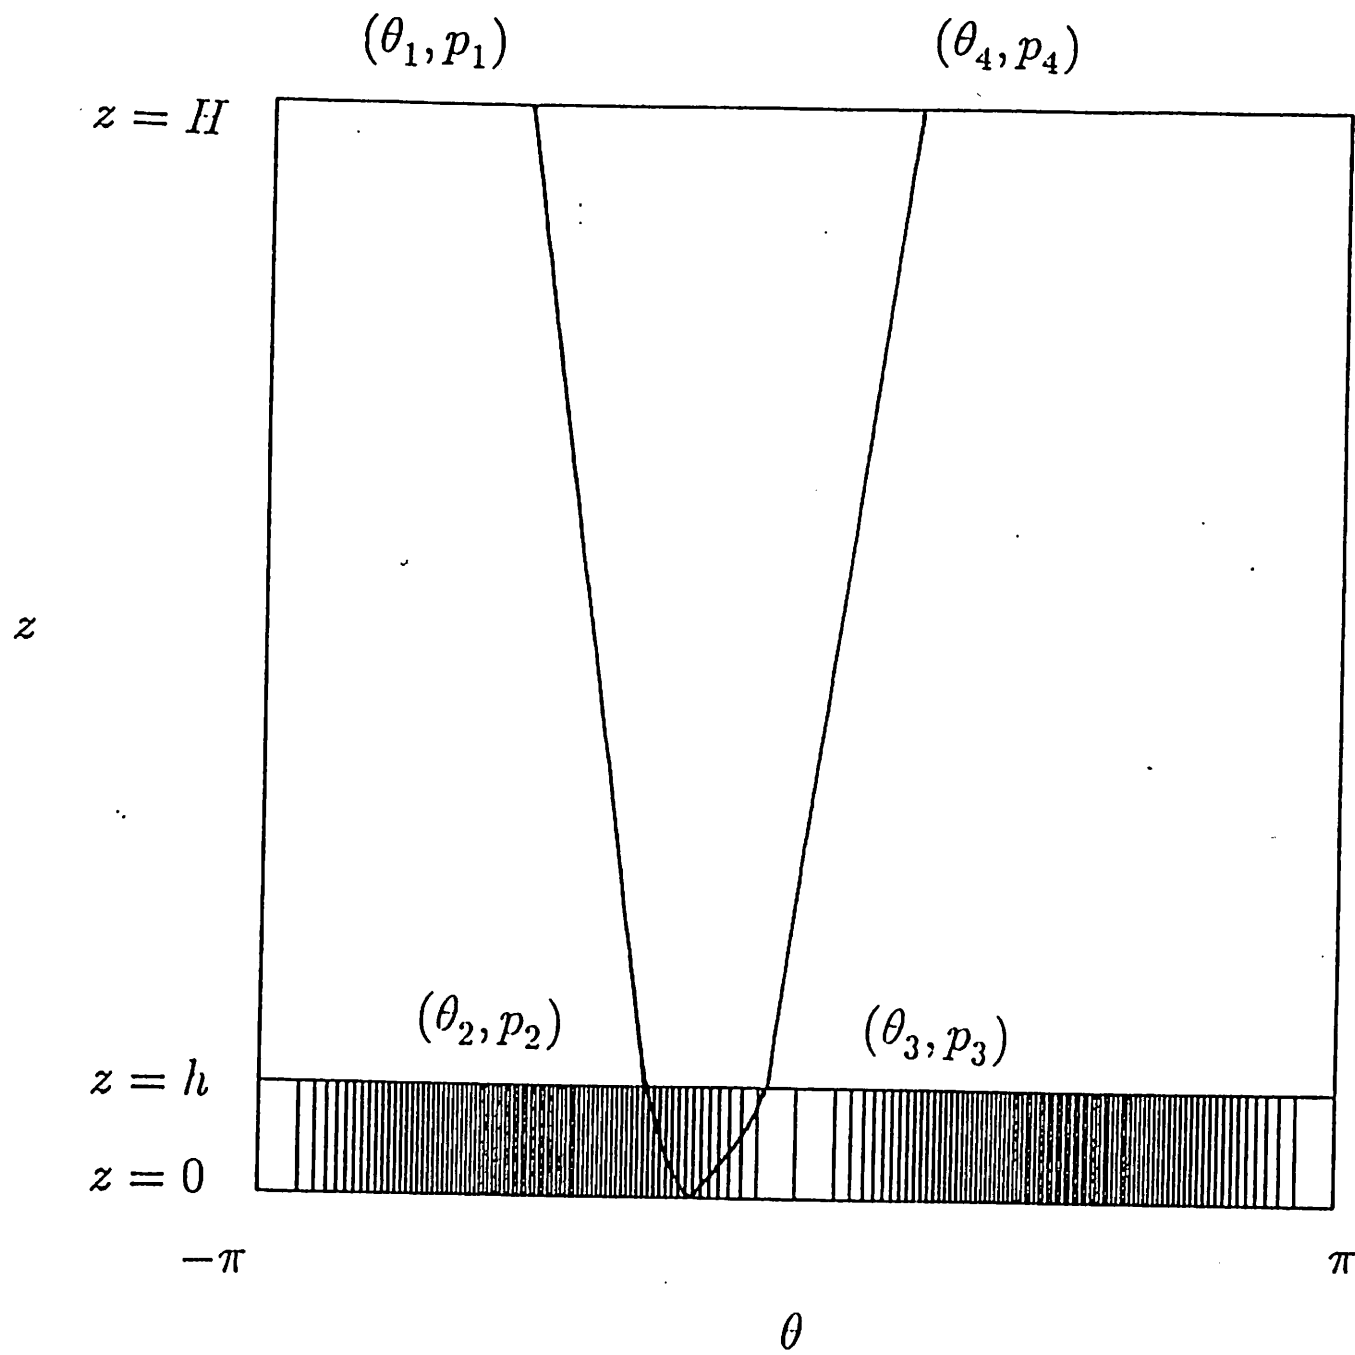 (θ₁, p₁)
(θ₄, p₄)
z = H
z
(θ₂, p₂)
(θ₃, p₃)
z = h
z = 0
−π
π
θ